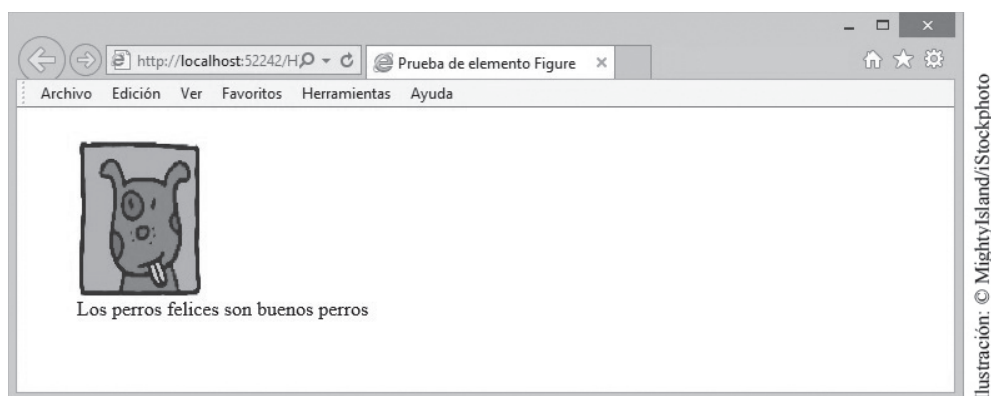 http://localhost:52242/H
Prueba de elemento Figure
Archivo Edición Ver Favoritos Herramientas Ayuda
Los perros felices son buenos perros
Ilustración: © MightyIsland/iStockphoto